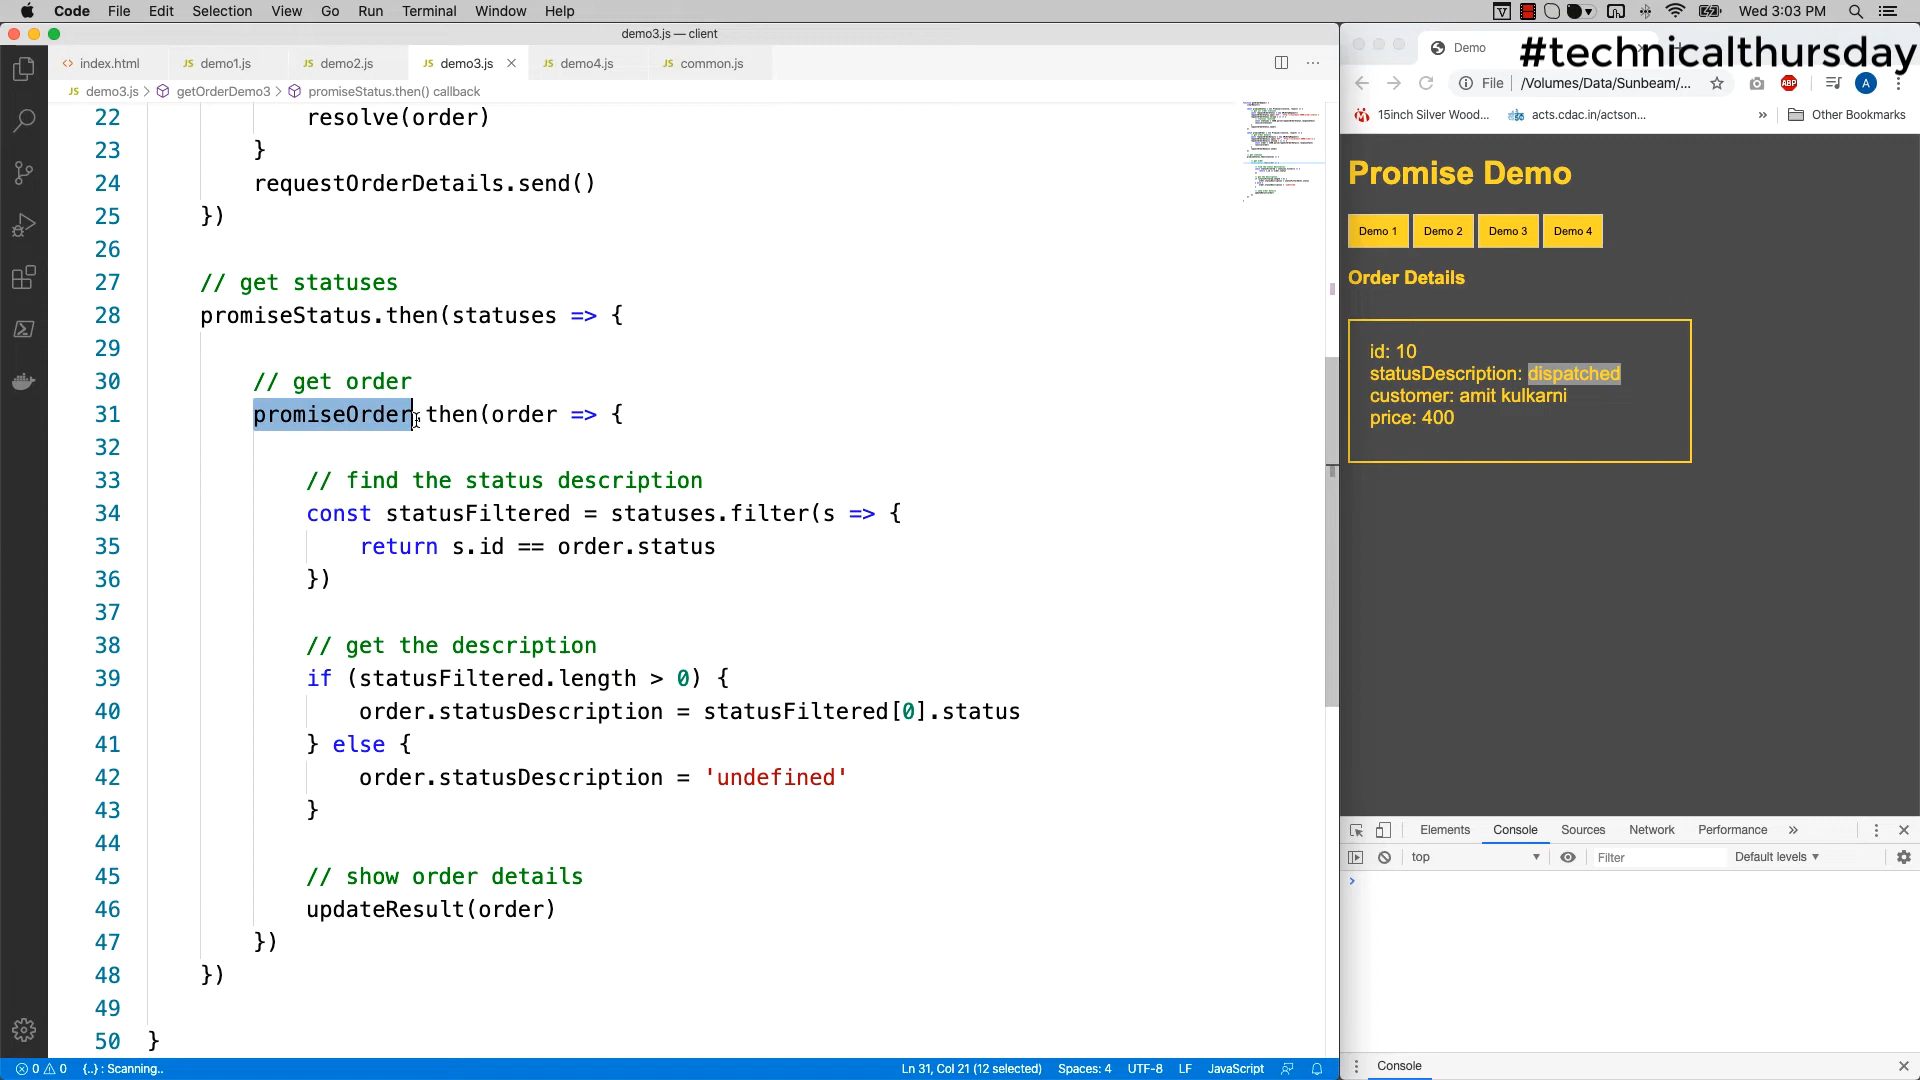 Code File Edit Selection View Go Run Terminal Window Help Wed 3:03 PM
demo3.js — client
index.html JS demo1.js JS demo2.js JS demo3.js JS demo4.js JS common.js
JS demo3.js > getOrderDemo3 > promiseStatus.then() callback
22 resolve(order)
23 }
24 requestOrderDetails.send()
25 })
26
27 // get statuses
28 promiseStatus.then(statuses => {
29
30 // get order
31 promiseOrder.then(order => {
32
33 // find the status description
34 const statusFiltered = statuses.filter(s => {
35 return s.id == order.status
36 })
37
38 // get the description
39 if (statusFiltered.length > 0) {
40 order.statusDescription = statusFiltered[0].status
41 } else {
42 order.statusDescription = 'undefined'
43 }
44
45 // show order details
46 updateResult(order)
47 })
48 })
49
50 }
0 0 {..} : Scanning.. Ln 31, Col 21 (12 selected) Spaces: 4 UTF-8 LF JavaScript
Demo
#technicalthursday
File /Volumes/Data/Sunbeam/... ABP A
15inch Silver Wood... acts.cdac.in/actson... » Other Bookmarks
Promise Demo
Demo 1 Demo 2 Demo 3 Demo 4
Order Details
id: 10
statusDescription: dispatched
customer: amit kulkarni
price: 400
Elements Console Sources Network Performance »
top Filter Default levels
Console